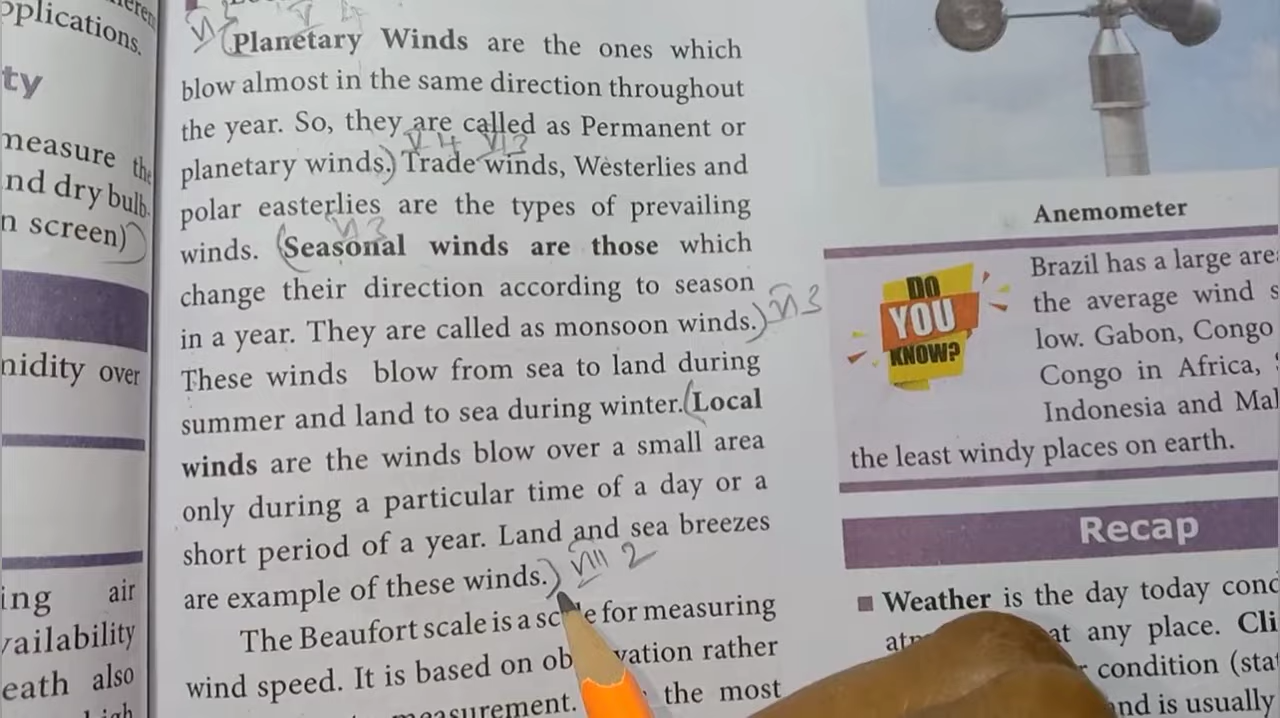 pplications.
ty
measure the
nd dry bulb
n screen)
nidity over
ing air
vailability
eath also
high
Planetary Winds are the ones which
blow almost in the same direction throughout
the year. So, they are called as Permanent or
planetary winds.) Trade winds, Westerlies and
polar easterlies are the types of prevailing
winds. (Seasonal winds are those which
change their direction according to season
in a year. They are called as monsoon winds.)
These winds blow from sea to land during
summer and land to sea during winter.(Local
winds are the winds blow over a small area
only during a particular time of a day or a
short period of a year. Land and sea breezes
are example of these winds.) VIII 2
The Beaufort scale is a scale for measuring
wind speed. It is based on rather
measurement. the most
Anemometer
DO
YOU
KNOW?
Brazil has a large are
the average wind s
low. Gabon, Congo
Congo in Africa,
Indonesia and Mal
the least windy places on earth.
Recap
■ Weather is the day today cond
at any place. Cli
condition (stat
and is usually